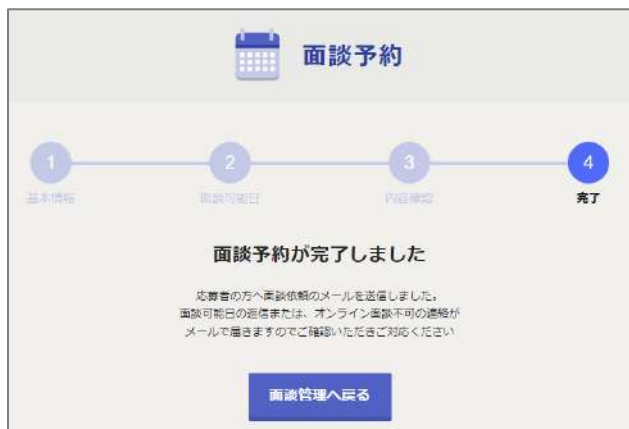 面談予約
1
2
3
4
基本情報
面談可能日
内容確認
完了
面談予約が完了しました
応募者の方へ面談依頼のメールを送信しました。
面談可能日の返信または、オンライン面談不可の連絡が
メールで届きますのでご確認いただきご対応ください
面談管理へ戻る